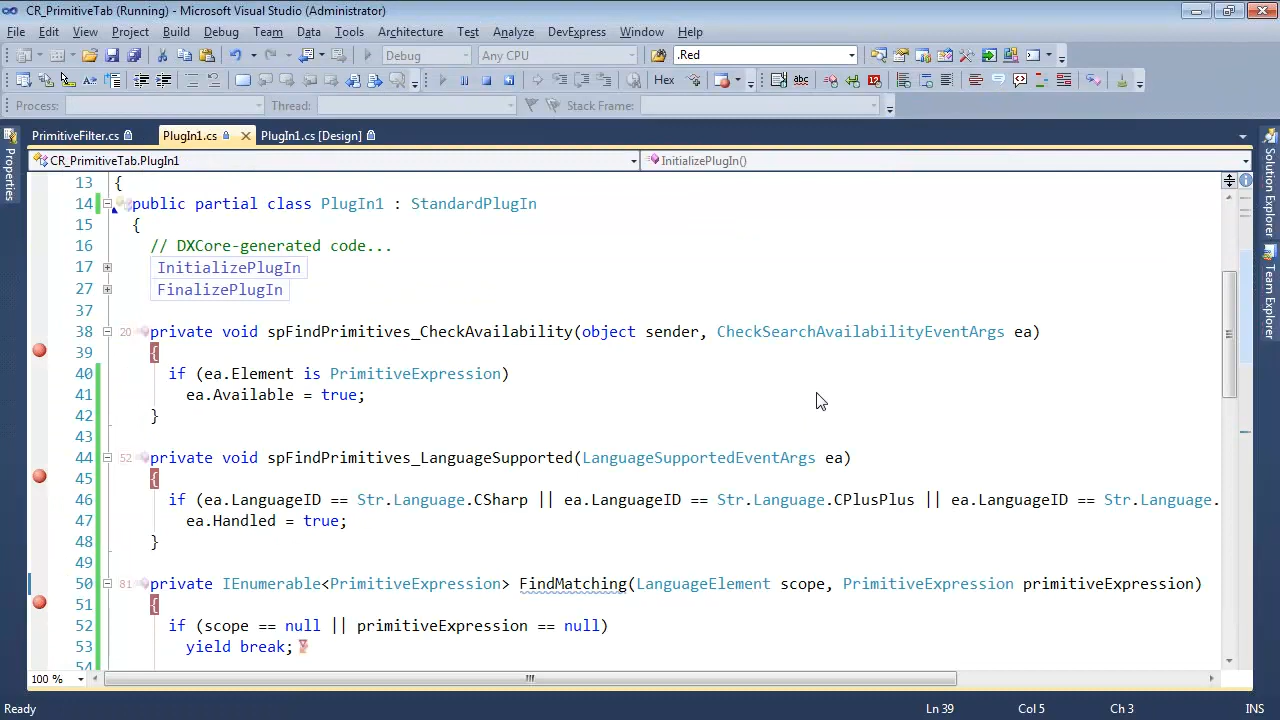 CR_PrimitiveTab (Running) - Microsoft Visual Studio (Administrator)
File Edit View Project Build Debug Team Data Tools Architecture Test Analyze DevExpress Window Help
Debug Any CPU .Red
Hex
Process: Thread: Stack Frame:
PrimitiveFilter.cs PlugIn1.cs PlugIn1.cs [Design]
CR_PrimitiveTab.PlugIn1 InitializePlugIn()
Properties
Solution Explorer
Team Explorer
13 {
14 public partial class PlugIn1 : StandardPlugIn
15 {
16 // DXCore-generated code...
17 InitializePlugIn
27 FinalizePlugIn
37
38 20 private void spFindPrimitives_CheckAvailability(object sender, CheckSearchAvailabilityEventArgs ea)
39 {
40 if (ea.Element is PrimitiveExpression)
41 ea.Available = true;
42 }
43
44 52 private void spFindPrimitives_LanguageSupported(LanguageSupportedEventArgs ea)
45 {
46 if (ea.LanguageID == Str.Language.CSharp || ea.LanguageID == Str.Language.CPlusPlus || ea.LanguageID == Str.Language.
47 ea.Handled = true;
48 }
49
50 81 private IEnumerable<PrimitiveExpression> FindMatching(LanguageElement scope, PrimitiveExpression primitiveExpression)
51 {
52 if (scope == null || primitiveExpression == null)
53 yield break;
54
100 %
Ready Ln 39 Col 5 Ch 3 INS